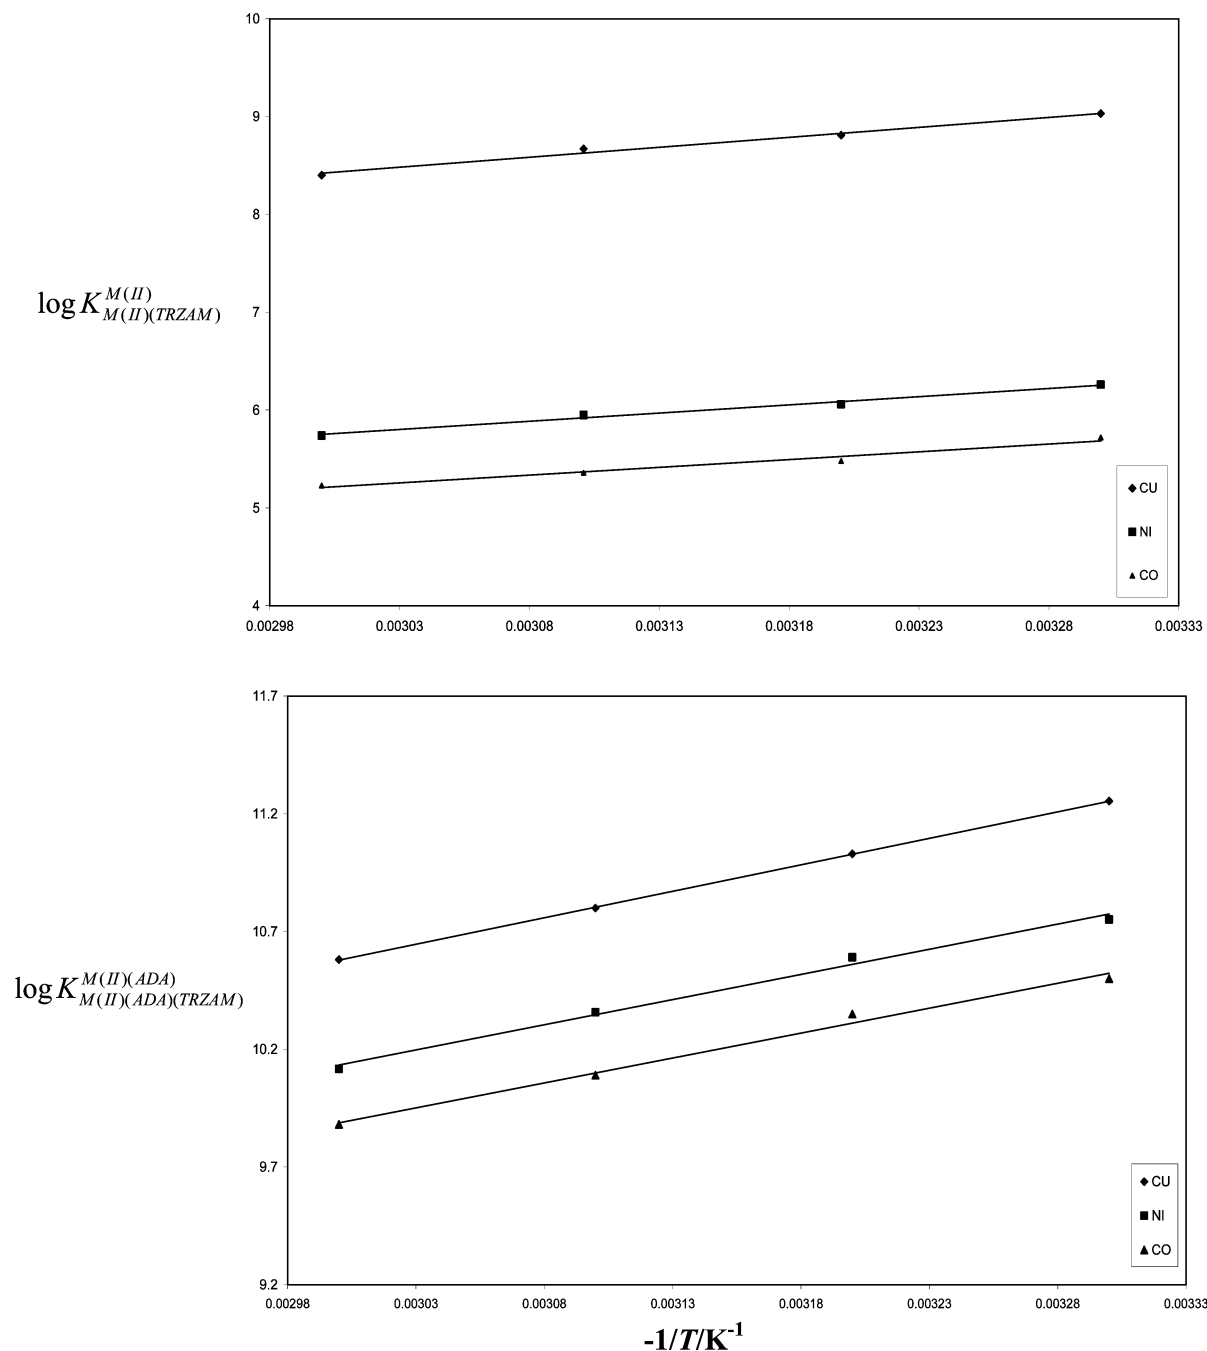 10
9
8
7
6
5
4
log K M(II) M(II)(TRZAM)
CU
NI
CO
0.00298 0.00303 0.00308 0.00313 0.00318 0.00323 0.00328 0.00333
11.7
11.2
10.7
10.2
9.7
9.2
log K M(II)(ADA) M(II)(ADA)(TRZAM)
CU
NI
CO
0.00298 0.00303 0.00308 0.00313 0.00318 0.00323 0.00328 0.00333
-1/T/K-1